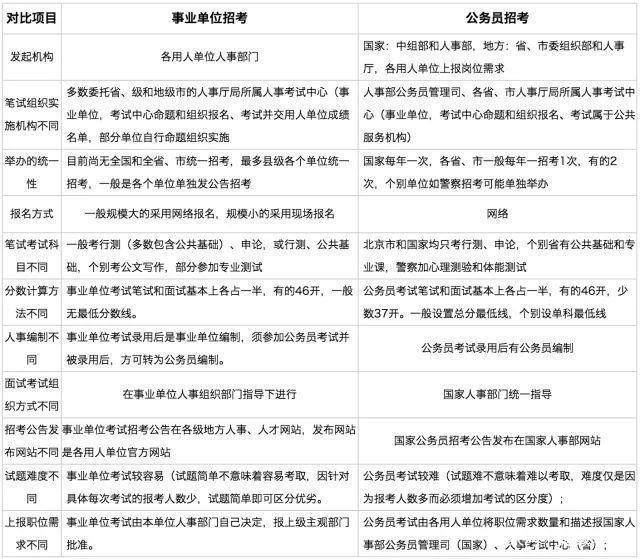 对比项目
事业单位招考
公务员招考
发起机构
各用人单位人事部门
国家：中组部和人事部，地方：省、市委组织部和人事
厅，各用人单位上报岗位需求
笔试组织实
施机构不同
多数委托省、级和地级市的人事厅局所属人事考试中心（事
业单位，考试中心命题和组织报名、考试并交用人单位成绩
名单，部分单位自行命题组织实施
人事部公务员管理司、各省、市人事厅局所属人事考试中
心（事业单位，考试中心命题和组织报名、考试属于公共
服务机构）
举办的统一
性
目前尚无全国和全省、市统一招考，最多县级各个单位统一
招考，一般是各个单位单独发公告招考
国家每年一次，各省、市一般每年一招考1次，有的2
次，个别单位如警察招考可能单独举办
报名方式
一般规模大的采用网络报名，规模小的采用现场报名
网络
笔试考试科
目不同
一般考行测（多数包含公共基础）、申论，或行测、公共基
础，个别考公文写作，部分参加专业测试
北京市和国家均只考行测、申论，个别省有公共基础和专
业课，警察加心理测验和体能测试
分数计算方
法不同
事业单位考试笔试和面试基本上各占一半，有的46开，一般
无最低分数线。
公务员考试笔试和面试基本上各占一半，有的46开，少
数37开。一般设置总分最低线，个别设单科最低线
人事编制不
同
事业单位考试录用后是事业单位编制，须参加公务员考试并
被录用后，方可转为公务员编制。
公务员考试录用后有公务员编制
面试考试组
织方式不同
在事业单位人事组织部门指导下进行
国家人事部门统一指导
招考公告发
布网站不同
事业单位考试招考公告在各级地方人事、人才网站，发布网站
是各用人单位官方网站
国家公务员招考公告发布在国家人事部网站
试题难度不
同
事业单位考试较容易（试题简单不意味着容易考取，因针对
具体每次考试的报考人数少，试题简单即可区分优劣。
公务员考试较难（试题难不意味着难以考取，难度仅是因
为报考人数多而必须增加考试的区分度）；
上报职位需
求不同
事业单位考试由本单位人事部门自己决定，报上级主观部门
批准。
公务员考试由各用人单位将职位需求数量和描述报国家人
事部公务员管理司（国家）、人事考试中心（省）；